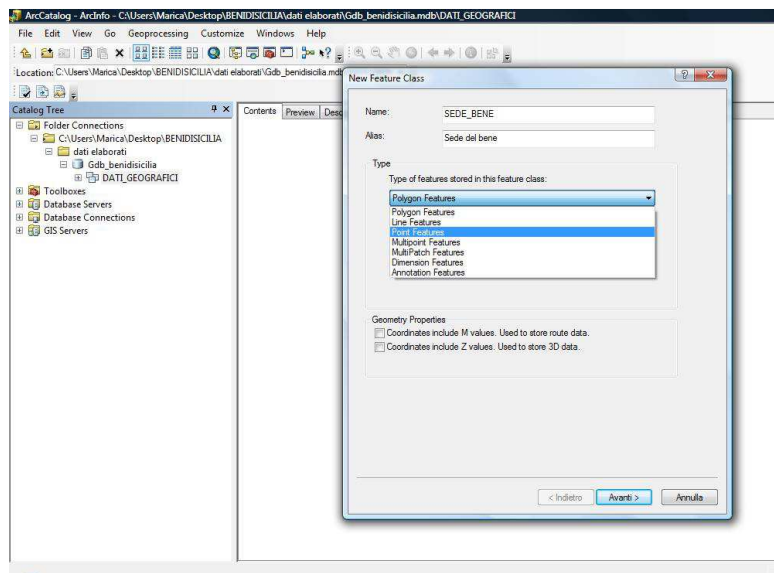 ArcCatalog - ArcInfo - C:\Users\Marica\Desktop\BENIDISICILIA\dati elaborati\Gdb_benidisicilia.mdb\DATI_GEOGRAFICI
File Edit View Go Geoprocessing Customize Windows Help
Location: C:\Users\Marica\Desktop\BENIDISICILIA\dati elaborati\Gdb_benidisicilia.mdb
Catalog Tree
Folder Connections
C:\Users\Marica\Desktop\BENIDISICILIA
dati elaborati
Gdb_benidisicilia
DATI_GEOGRAFICI
Toolboxes
Database Servers
Database Connections
GIS Servers
Contents Preview Desc
New Feature Class
Name: SEDE_BENE
Alias: Sede del bene
Type
Type of features stored in this feature class:
Polygon Features
Polygon Features
Line Features
Point Features
Multipoint Features
MultiPatch Features
Dimension Features
Annotation Features
Geometry Properties
Coordinates include M values. Used to store route data.
Coordinates include Z values. Used to store 3D data.
< Indietro Avanti > Annulla